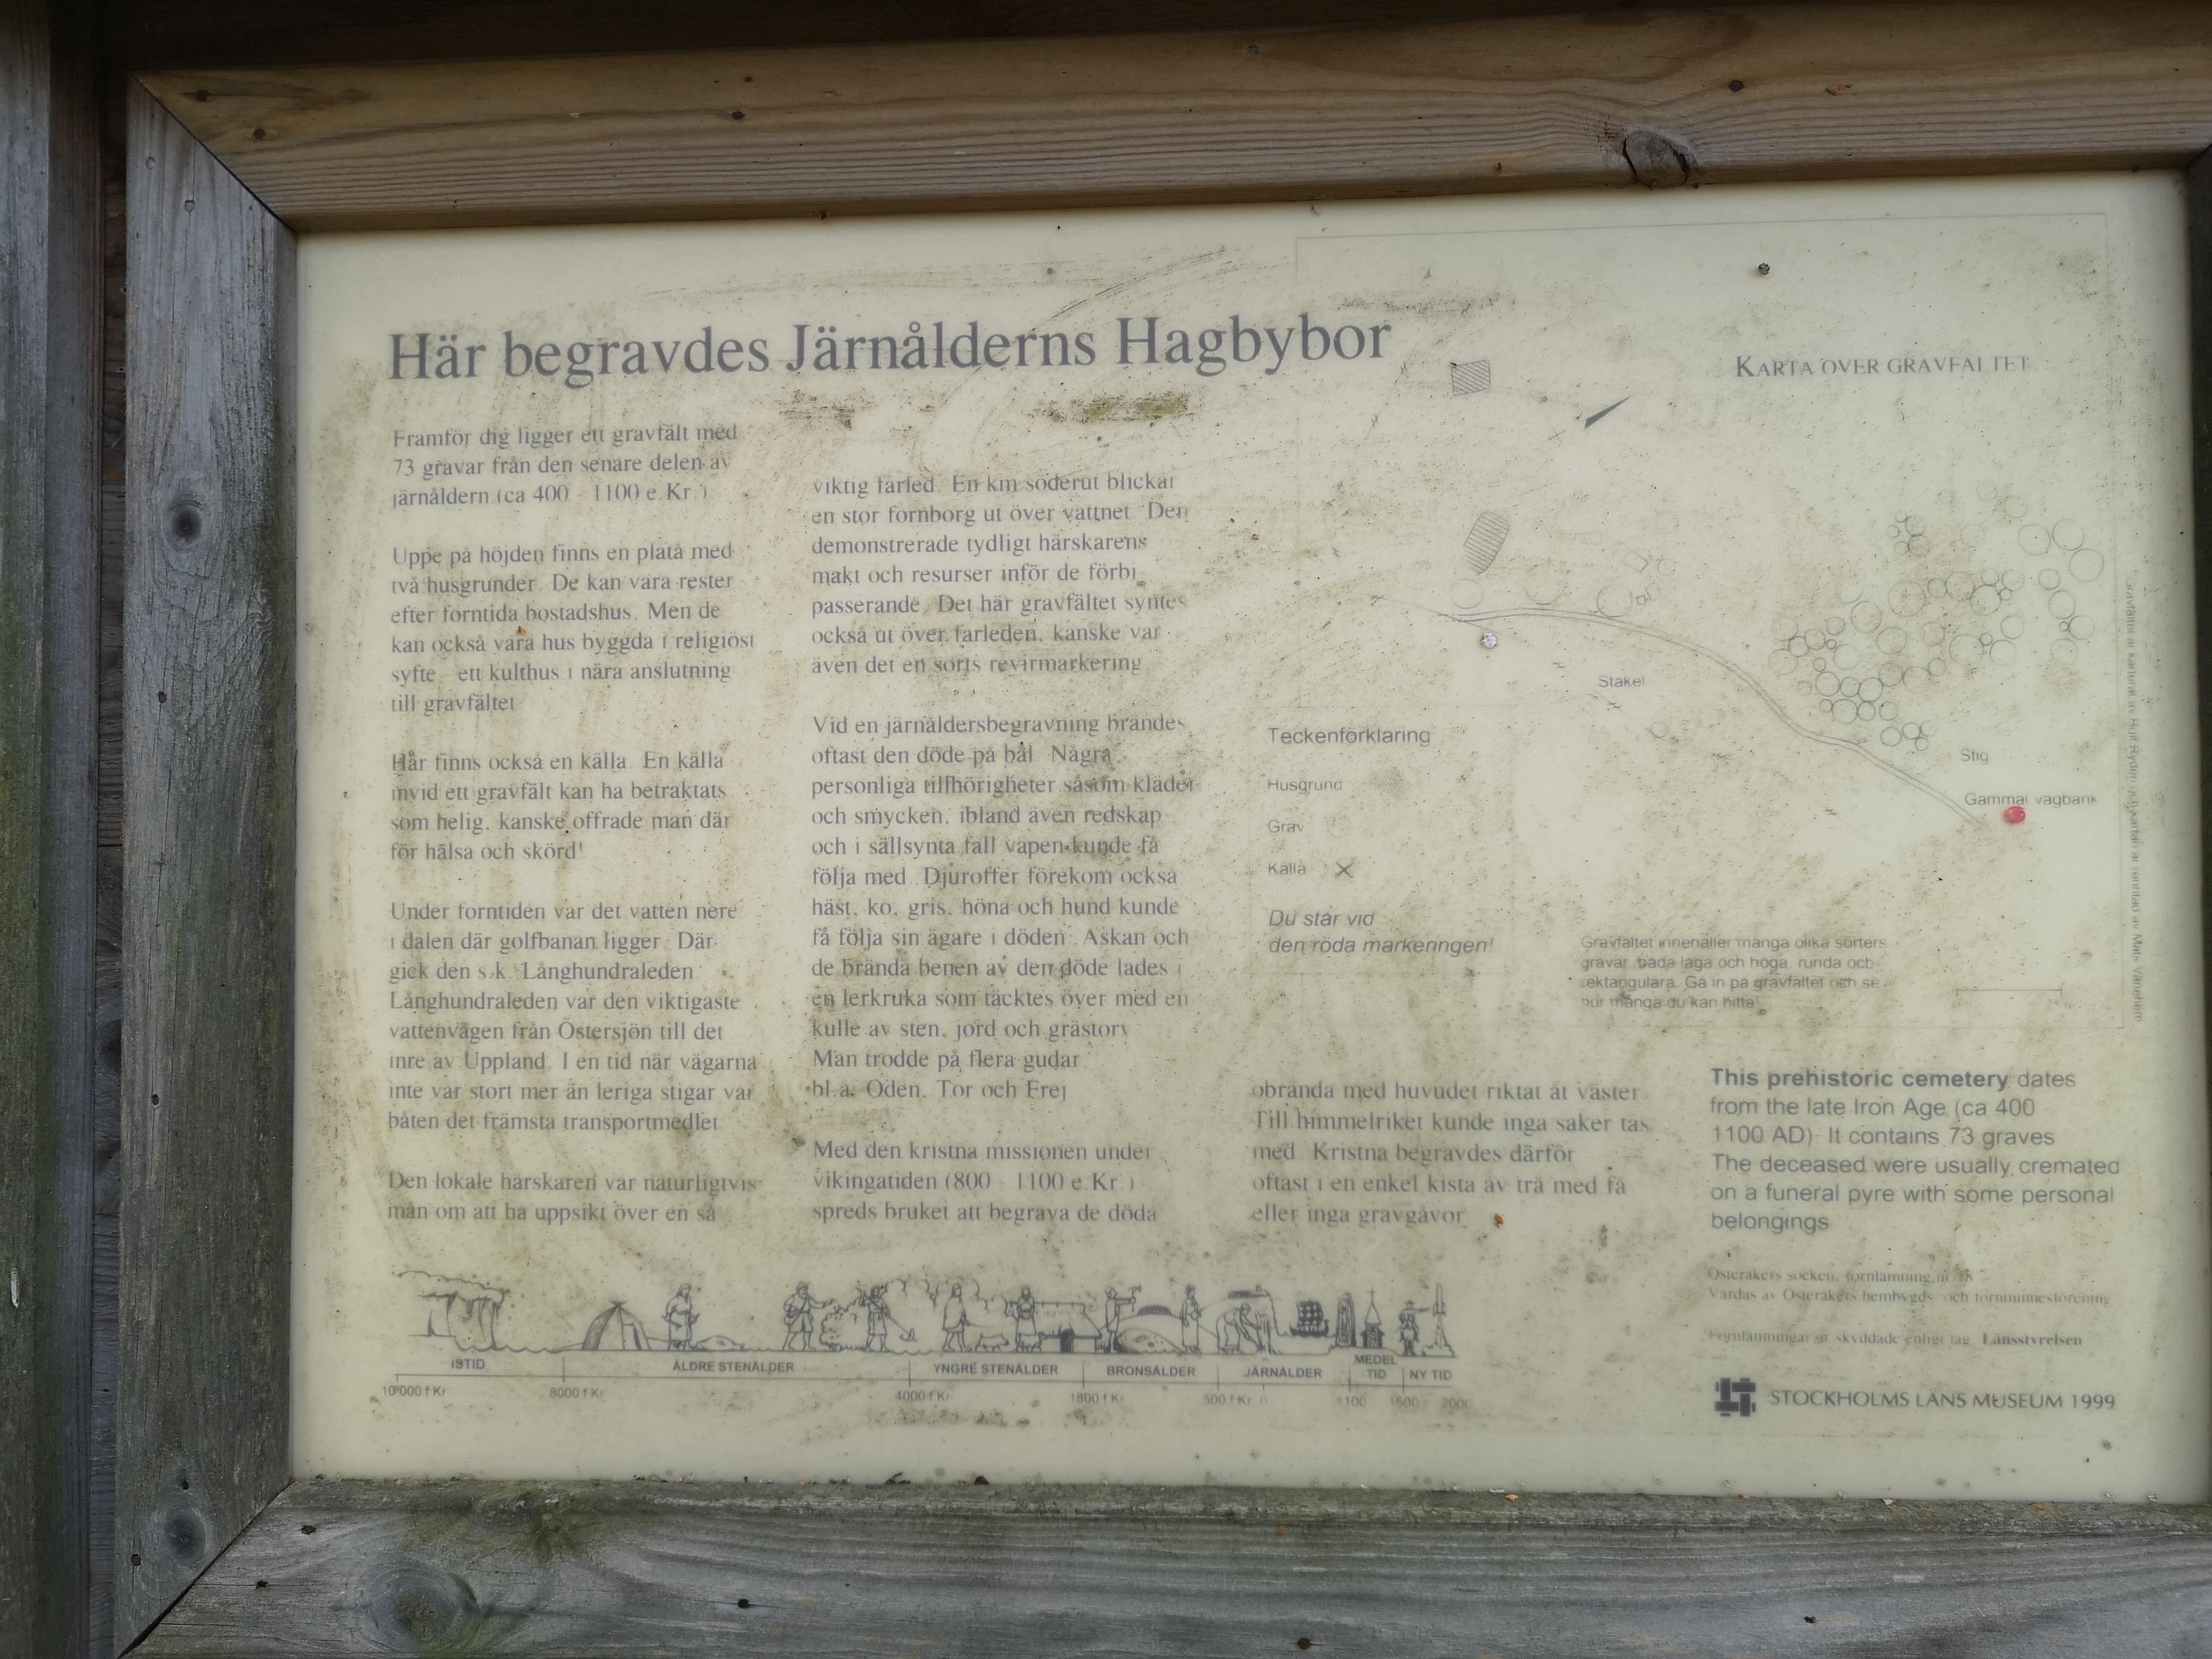 Här begravdes Järnålderns Hagbybor
Framför dig ligger ett gravfält med
73 gravar från den senare delen av
järnåldern (ca 400 - 1100 e.Kr.)
Uppe på höjden finns en platå med
två husgrunder. De kan vara rester
efter forntida bostadshus. Men de
kan också vara hus byggda i religiöst
syfte - ett kulthus i nära anslutning
till gravfältet
Här finns också en källa. En källa
invid ett gravfält kan ha betraktats
som helig, kanske offrade man där
för hälsa och skörd!
Under forntiden var det vatten nere
i dalen där golfbanan ligger. Där
gick den s.k. Långhundraleden
Långhundraleden var den viktigaste
vattenvägen från Östersjön till det
inre av Uppland. I en tid när vägarna
inte var stort mer än leriga stigar var
båten det främsta transportmedlet
Den lokale härskaren var naturligtvis
mån om att ha uppsikt över en så
viktig farled. En km söderut blickar
en stor fornborg ut över vattnet. Den
demonstrerade tydligt härskarens
makt och resurser inför de förbi-
passerande. Det här gravfältet syntes
också ut över farleden, kanske var
även det en sorts revirmarkering
Vid en järnåldersbegravning brändes
oftast den döde på bål. Några
personliga tillhörigheter såsom kläder
och smycken, ibland även redskap
och i sällsynta fall vapen kunde få
följa med. Djuroffer förekom också
häst, ko, gris, höna och hund kunde
få följa sin ägare i döden. Askan och
de brända benen av den döde lades i
en lerkruka som täcktes över med en
kulle av sten, jord och grästorv
Man trodde på flera gudar
bl.a. Oden, Tor och Frej
Med den kristna missionen under
vikingatiden (800 - 1100 e.Kr.)
spreds bruket att begrava de döda
obrända med huvudet riktat åt väster
Till himmelriket kunde inga saker tas
med. Kristna begravdes därför
oftast i en enkel kista av trä med få
eller inga gravgåvor
KARTA ÖVER GRAVFÄLTET
Staket
Stig
Gammal vägbank
Teckenförklaring
Husgrund
Grav
Källa
Du står vid
den röda markeringen!
Gravfältet innehåller många olika sorters
gravar, både låga och höga, runda och
rektangulära. Gå in på gravfältet och se
hur många du kan hitta!
This prehistoric cemetery dates
from the late Iron Age (ca 400
1100 AD). It contains 73 graves
The deceased were usually cremated
on a funeral pyre with some personal
belongings
Österåkers socken, fornlämning nr
Vårdas av Österåkers hembygds- och fornminnesförening
Fornlämningar är skyddade enligt lag. Länsstyrelsen
STOCKHOLMS LÄNS MUSEUM 1999
ISTID
ÄLDRE STENÅLDER
YNGRE STENÅLDER
BRONSÅLDER
JÄRNÅLDER
MEDEL
TID
NY TID
10 000 f Kr
8000 f Kr
4000 f Kr
1800 f Kr
500 f Kr
0
1100
1500
2000